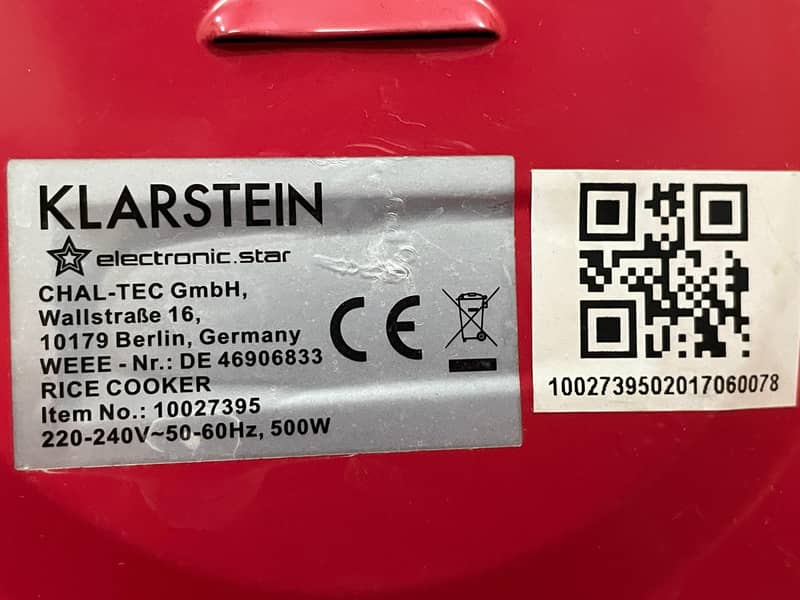 KLARSTEIN
electronic.star
CHAL-TEC GmbH,
Wallstraße 16,
10179 Berlin, Germany
WEEE - Nr.: DE 46906833
RICE COOKER
Item No.: 10027395
220-240V~50-60Hz, 500W
CE
1002739502017060078